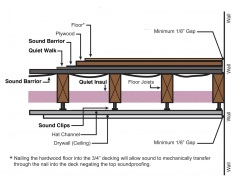 Floor*
Plywood
Sound Barrier
Quiet Walk
Minimum 1/8" Gap
Wall
Sound Barrier
Quiet Insul
Floor Joists
Wall
Sound Clips
Hat Channel
Drywall (Ceiling)
Minimum 1/8" Gap
Wall
* Nailing the hardwood floor into the 3/4" decking will allow sound to mechanically transfer
through the nail into the deck negating the top soundproofing.